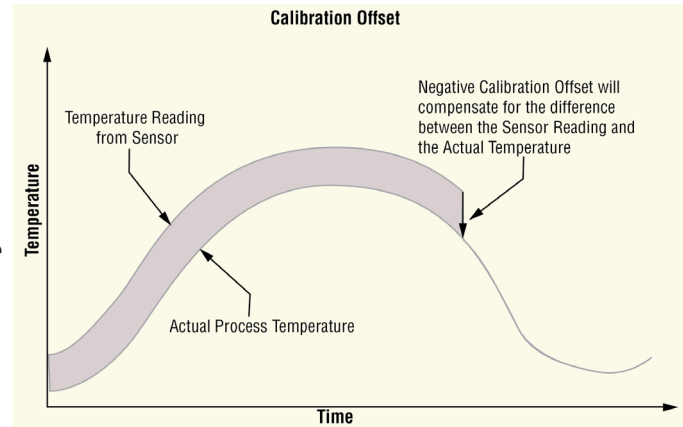 Calibration Offset
Temperature Reading
from Sensor
Negative Calibration Offset will
compensate for the difference
between the Sensor Reading and
the Actual Temperature
Temperature
Actual Process Temperature
Time